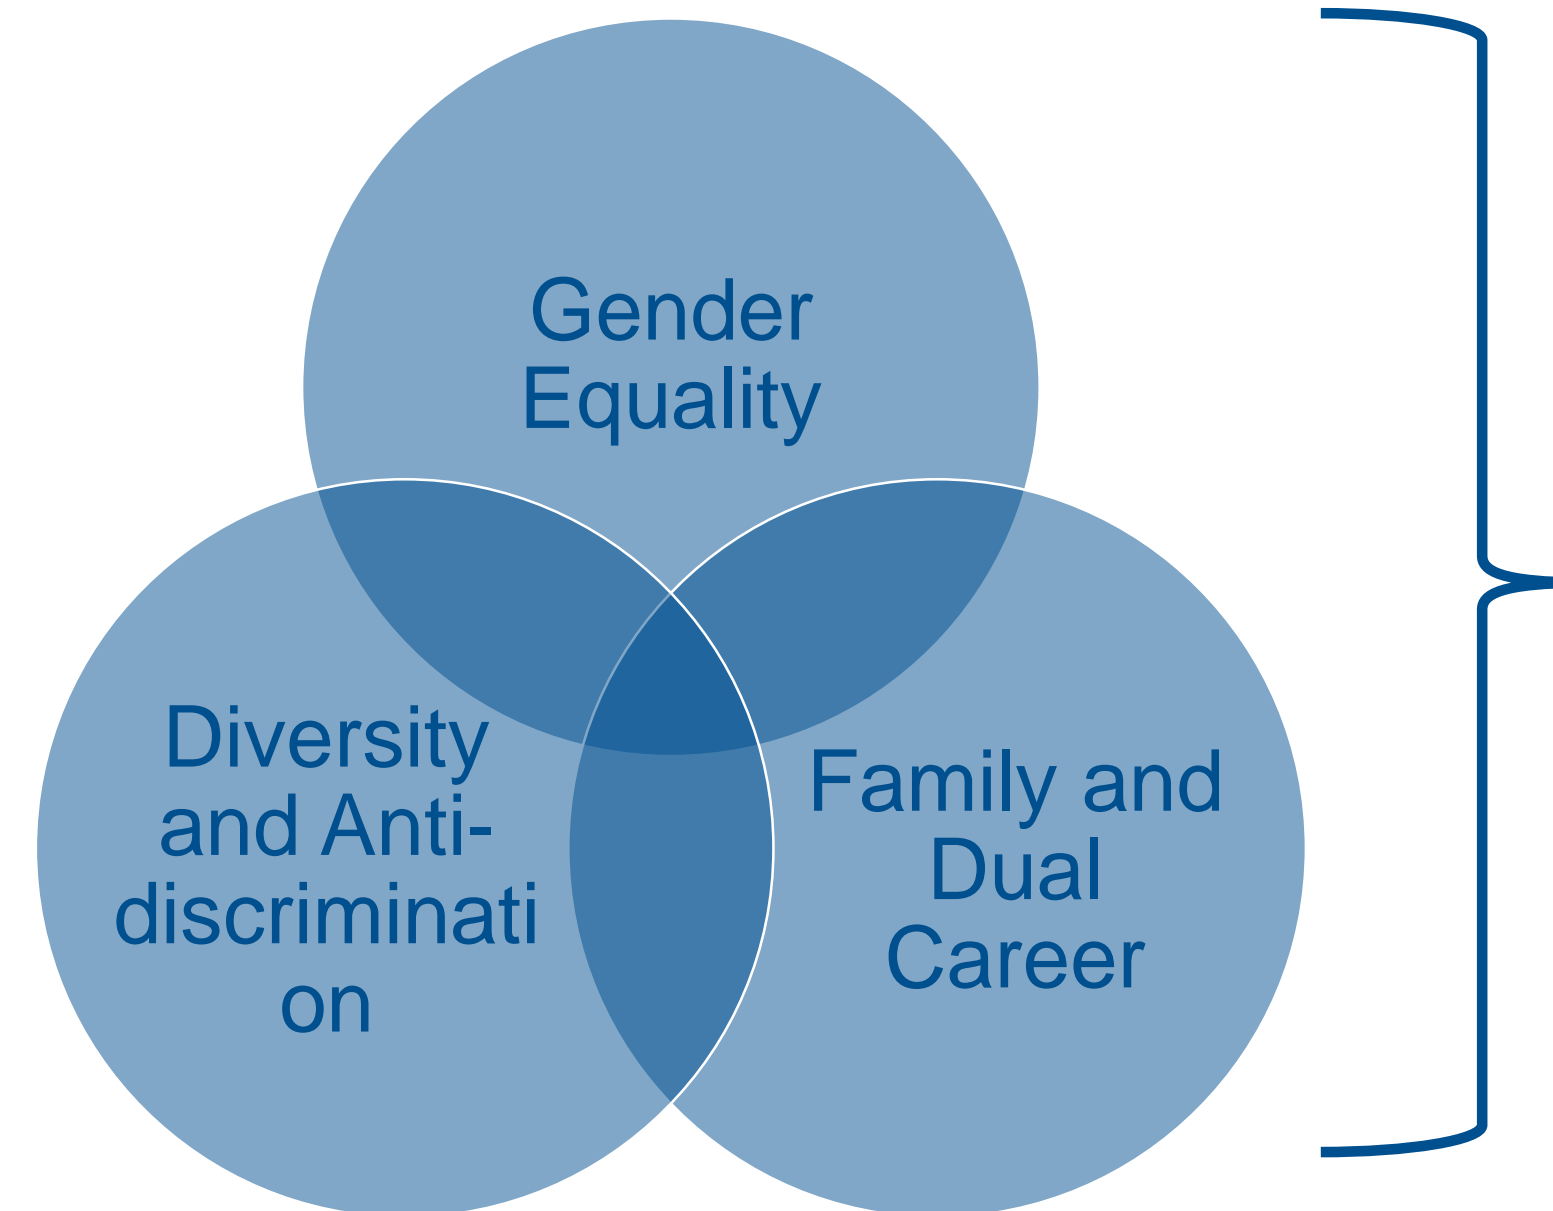 Gender
Equality
Diversity
and Anti-
discriminati
on
Family and
Dual
Career